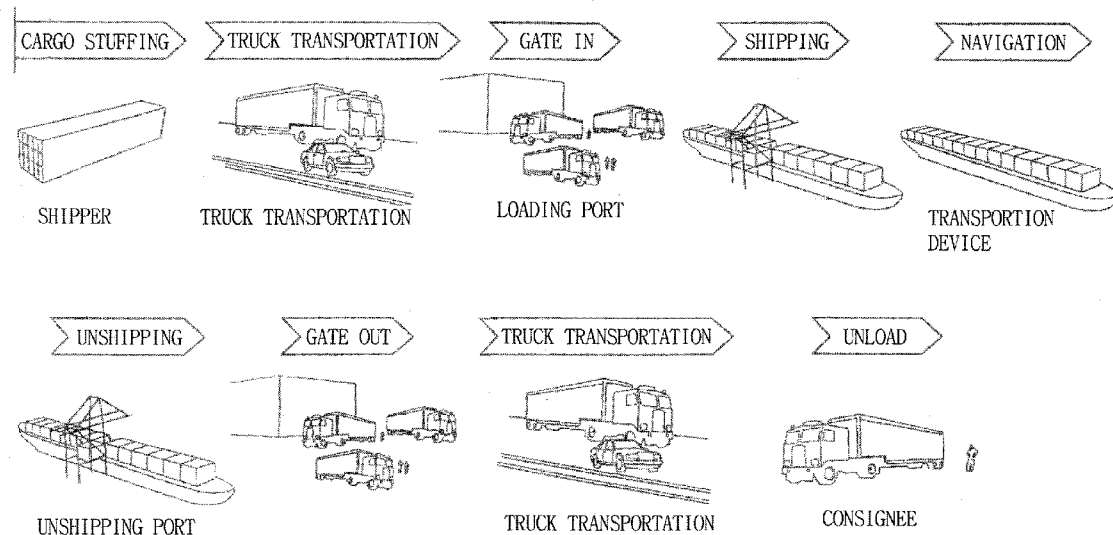 CARGO STUFFING
TRUCK TRANSPORTATION
GATE IN
SHIPPING
NAVIGATION
SHIPPER
TRUCK TRANSPORTATION
LOADING PORT
TRANSPORTION
DEVICE
UNSHIPPING
GATE OUT
TRUCK TRANSPORTATION
UNLOAD
UNSHIPPING PORT
TRUCK TRANSPORTATION
CONSIGNEE